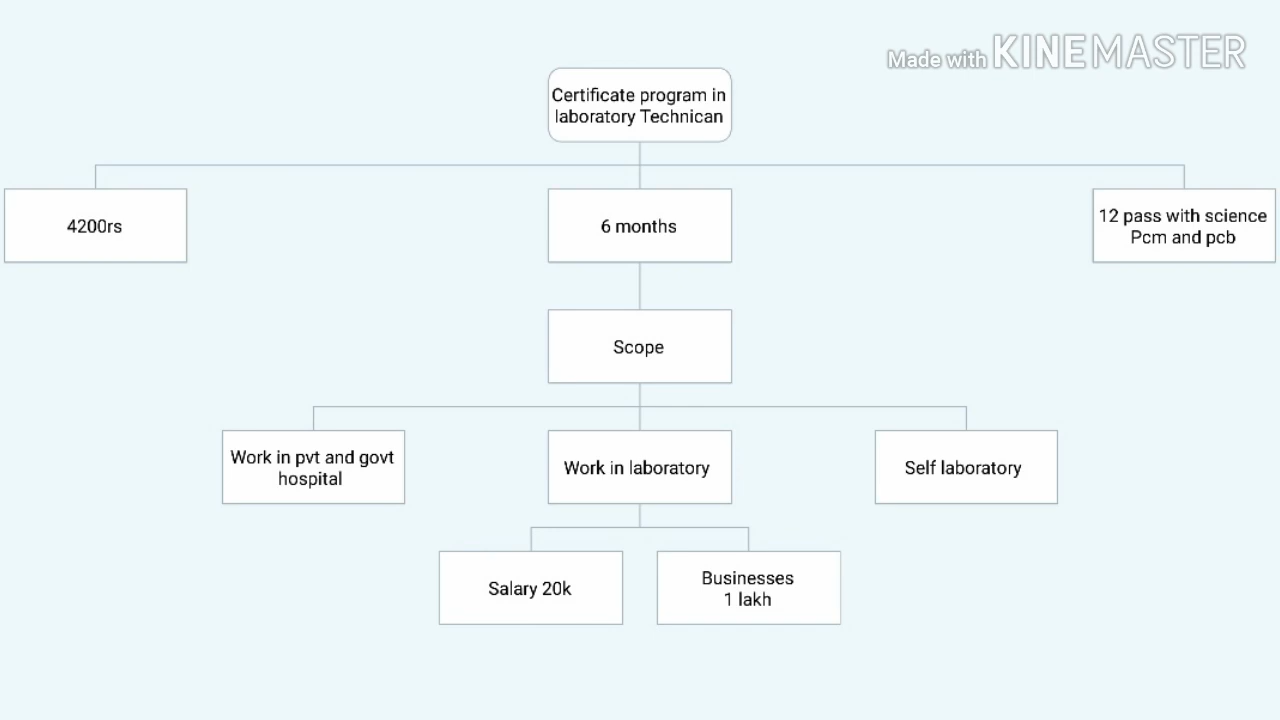 Made with KINEMASTER
Certificate program in
laboratory Technican
4200rs
6 months
12 pass with science
Pcm and pcb
Scope
Work in pvt and govt
hospital
Work in laboratory
Self laboratory
Salary 20k
Businesses
1 lakh